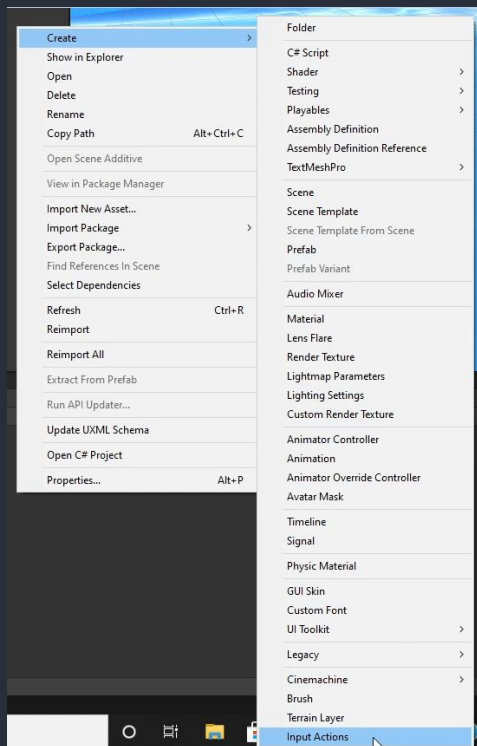 Create
Show in Explorer
Open
Delete
Rename
Copy Path Alt+Ctrl+C
Open Scene Additive
View in Package Manager
Import New Asset...
Import Package
Export Package...
Find References In Scene
Select Dependencies
Refresh Ctrl+R
Reimport
Reimport All
Extract From Prefab
Run API Updater...
Update UXML Schema
Open C# Project
Properties... Alt+P
Folder
C# Script
Shader
Testing
Playables
Assembly Definition
Assembly Definition Reference
TextMeshPro
Scene
Scene Template
Scene Template From Scene
Prefab
Prefab Variant
Audio Mixer
Material
Lens Flare
Render Texture
Lightmap Parameters
Lighting Settings
Custom Render Texture
Animator Controller
Animation
Animator Override Controller
Avatar Mask
Timeline
Signal
Physic Material
GUI Skin
Custom Font
UI Toolkit
Legacy
Cinemachine
Brush
Terrain Layer
Input Actions